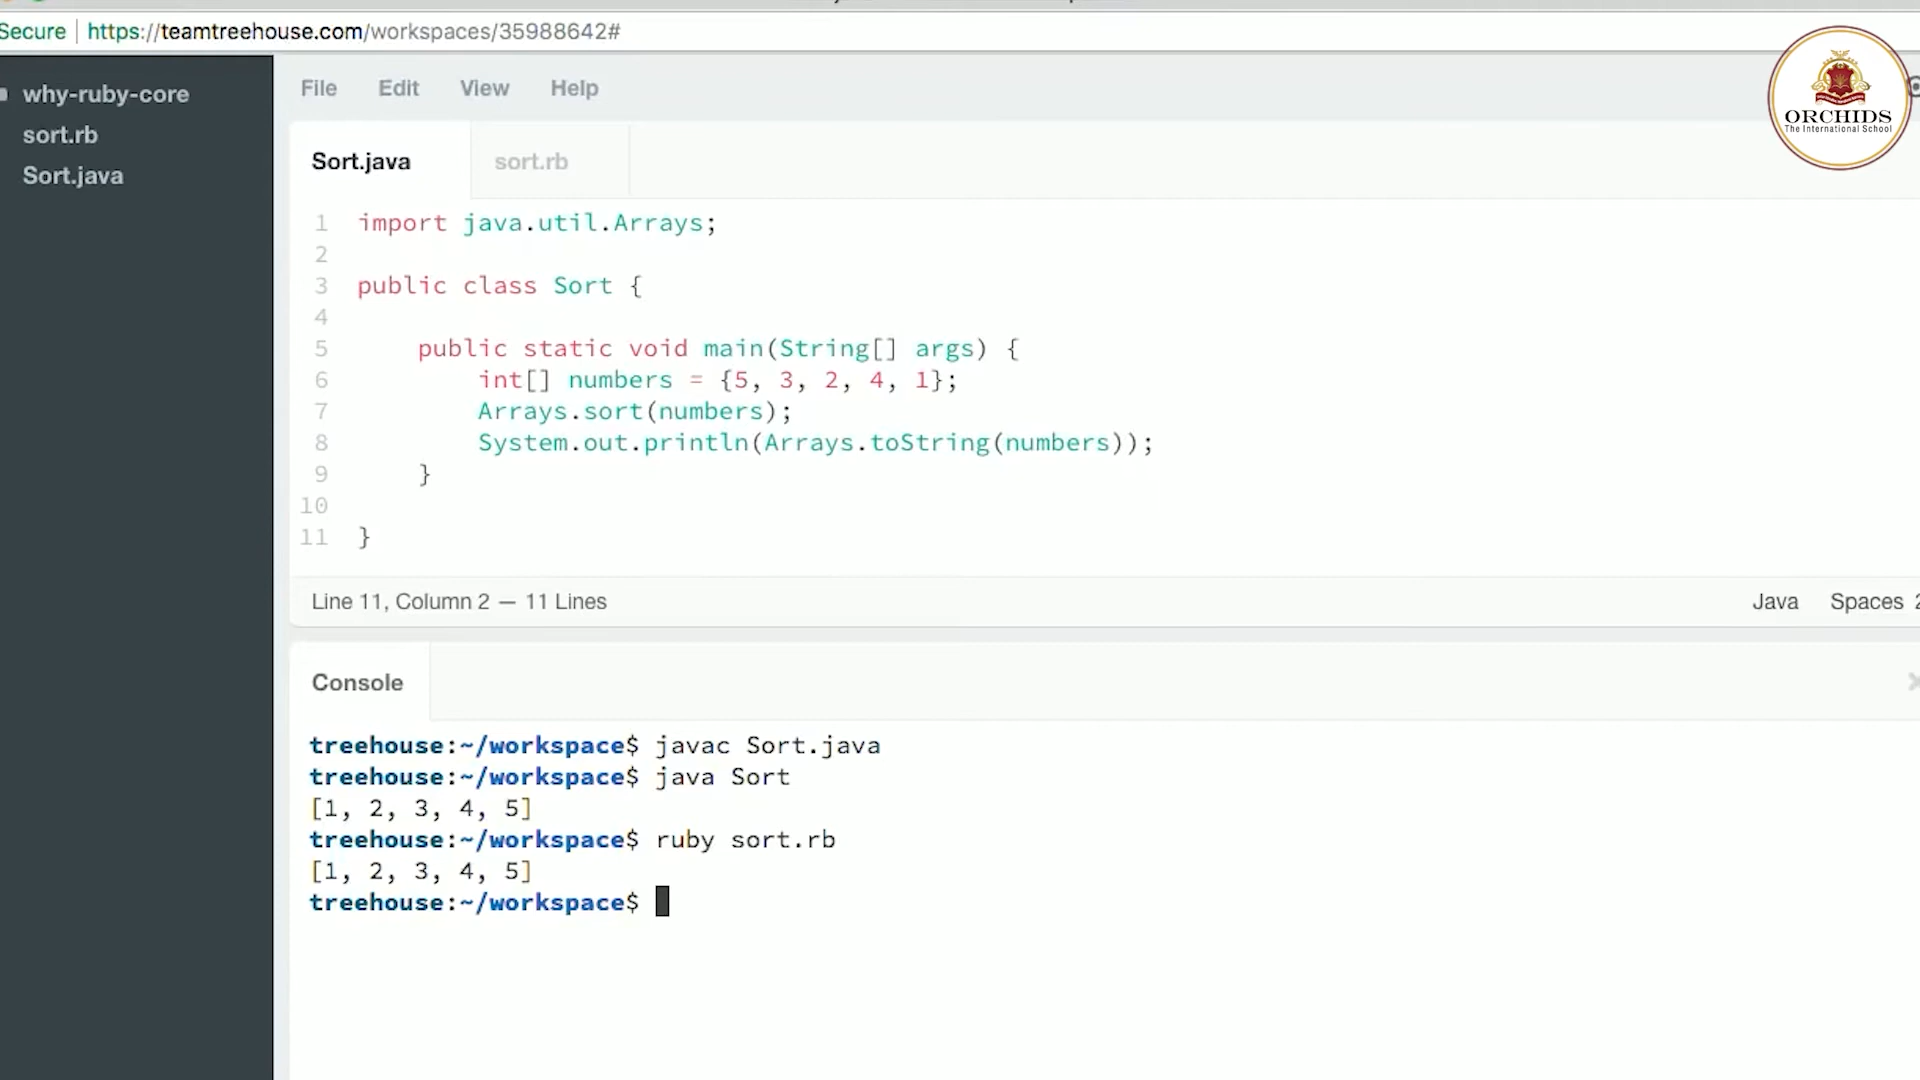 Secure https://teamtreehouse.com/workspaces/35988642#
ORCHIDS
The International School
why-ruby-core
sort.rb
Sort.java
File Edit View Help
Sort.java sort.rb
1 import java.util.Arrays;
2
3 public class Sort {
4
5 public static void main(String[] args) {
6 int[] numbers = {5, 3, 2, 4, 1};
7 Arrays.sort(numbers);
8 System.out.println(Arrays.toString(numbers));
9 }
10
11 }
Line 11, Column 2 — 11 Lines Java Spaces
Console
treehouse:~/workspace$ javac Sort.java
treehouse:~/workspace$ java Sort
[1, 2, 3, 4, 5]
treehouse:~/workspace$ ruby sort.rb
[1, 2, 3, 4, 5]
treehouse:~/workspace$